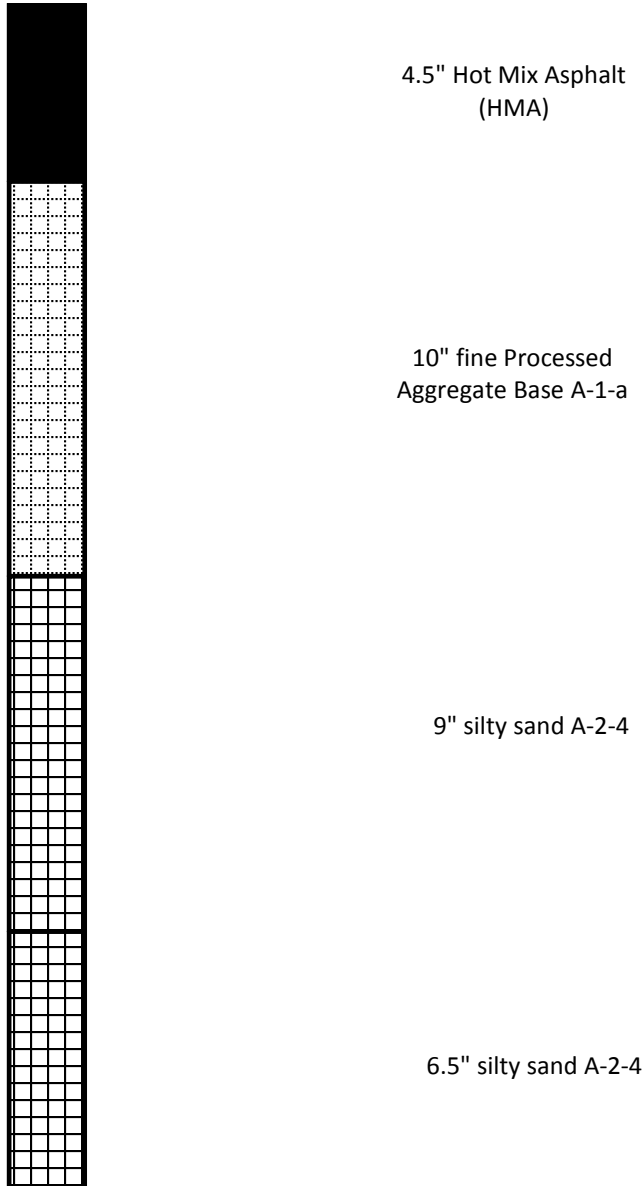 4.5" Hot Mix Asphalt
(HMA)
10" fine Processed
Aggregate Base A-1-a
9" silty sand A-2-4
6.5" silty sand A-2-4